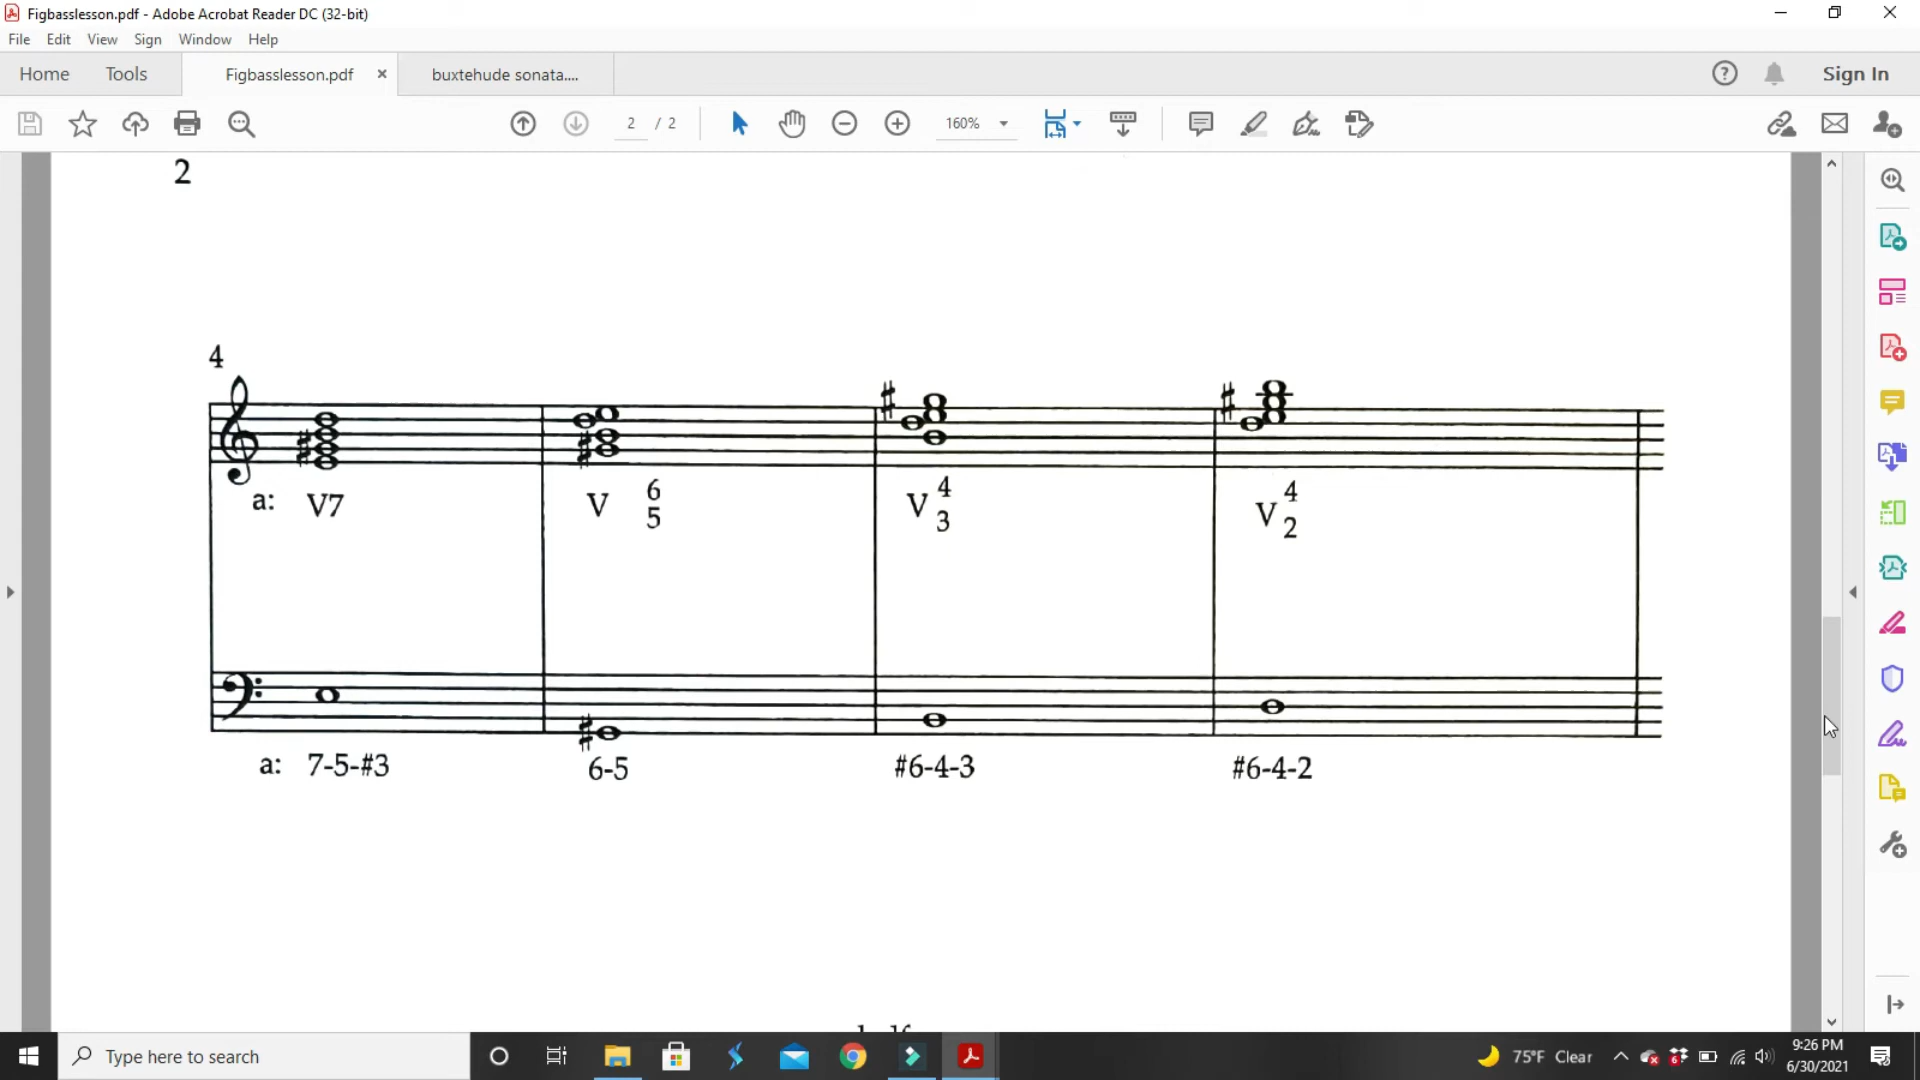 Figbasslesson.pdf - Adobe Acrobat Reader DC (32-bit)
File Edit View Sign Window Help
Home Tools Figbasslesson.pdf buxtehude sonata.... Sign In
2 / 2 160%
2
4
a: V7 V 6 5 V 4 3 V 4 2
a: 7-5-#3 6-5 #6-4-3 #6-4-2
Type here to search
75°F Clear
9:26 PM
6/30/2021